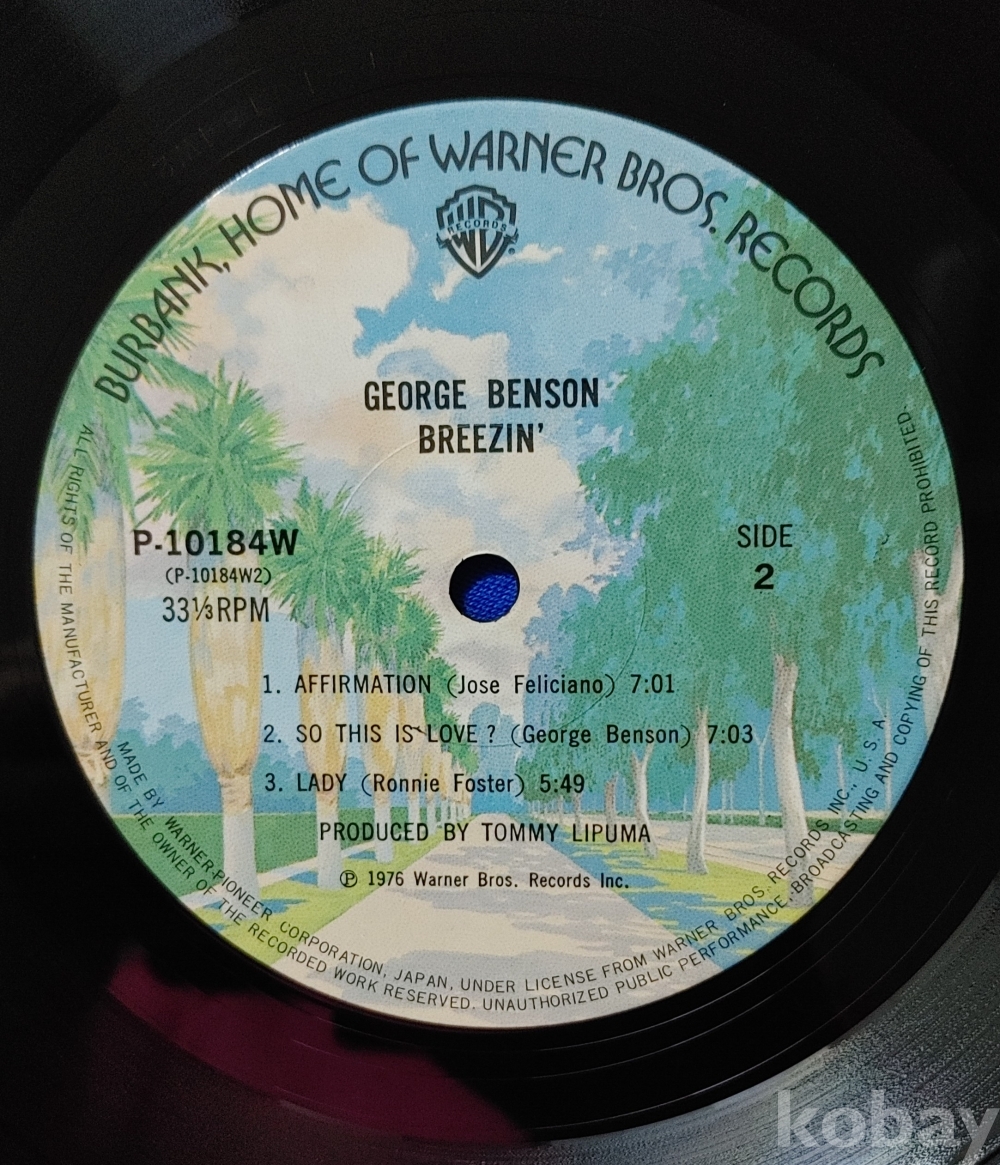 BURBANK, HOME OF WARNER BROS. RECORDS
WB
RECORDS
GEORGE BENSON
BREEZIN'
P-10184W
(P-10184W2)
33⅓RPM
SIDE
2
1. AFFIRMATION (Jose Feliciano) 7:01
2. SO THIS IS LOVE? (George Benson) 7:03
3. LADY (Ronnie Foster) 5:49
PRODUCED BY TOMMY LIPUMA
Ⓟ 1976 Warner Bros. Records Inc.
MADE BY WARNER-PIONEER CORPORATION, JAPAN, UNDER LICENSE FROM WARNER BROS. RECORDS INC., U.S.A.
ALL RIGHTS OF THE MANUFACTURER AND OF THE OWNER OF THE RECORDED WORK RESERVED. UNAUTHORIZED PUBLIC PERFORMANCE, BROADCASTING AND COPYING OF THIS RECORD PROHIBITED.
kobay